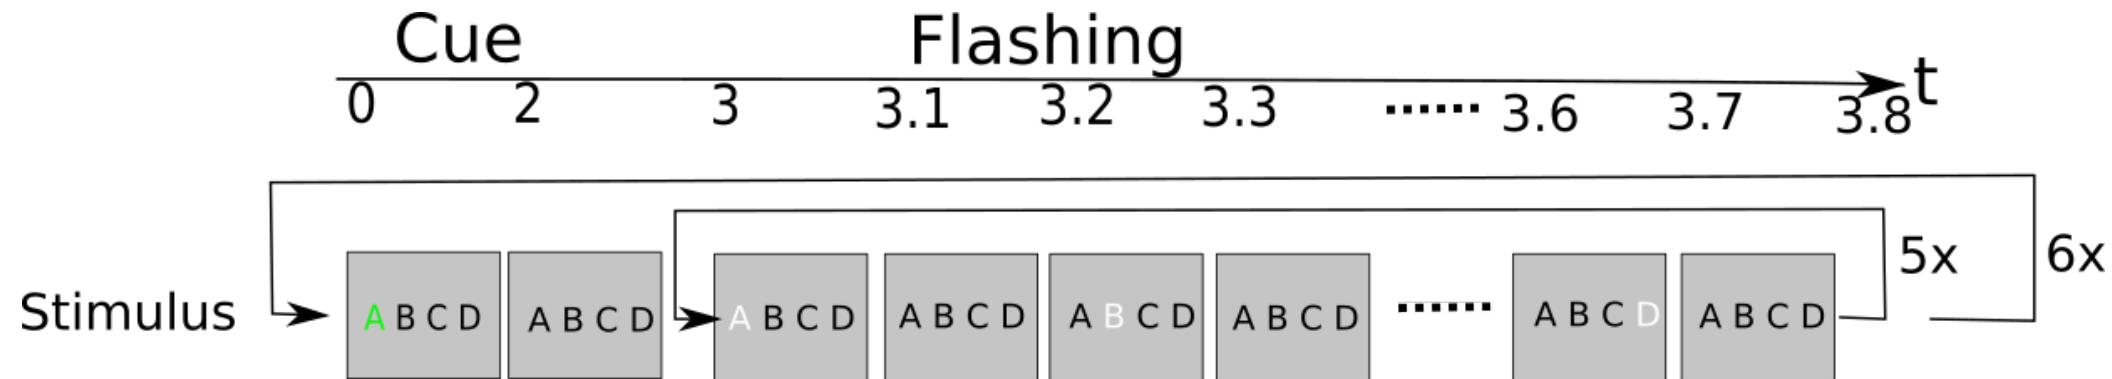 Cue Flashing
t
0 2 3 3.1 3.2 3.3 ...... 3.6 3.7 3.8
5x 6x
Stimulus A B C D A B C D A B C D A B C D A B C D A B C D ...... A B C D A B C D